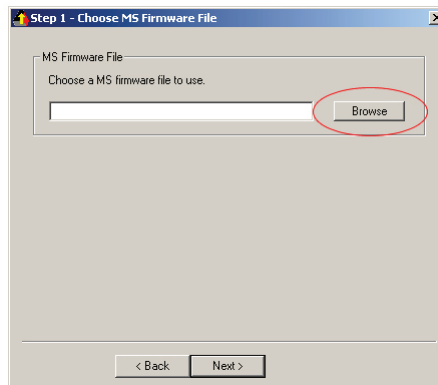 Step 1 - Choose MS Firmware File
MS Firmware File
Choose a MS firmware file to use.
Browse
< Back
Next >